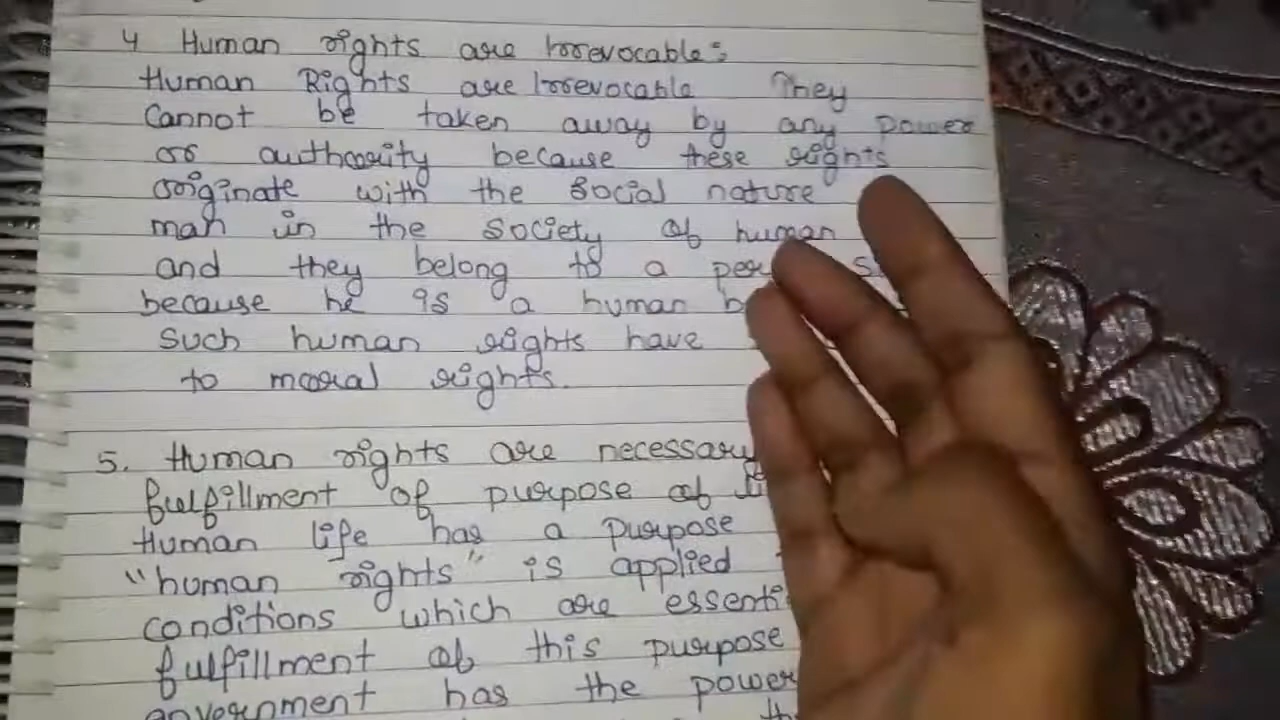 4 Human rights are Irrevocable:
Human Rights are Irrevocable They
Cannot be taken away by any power
or authority because these rights
originate with the Social nature
man in the society of human
and they belong to a
because he is a human
Such human rights have
to moral rights.
5. Human rights are necessary
fulfillment of purpose of
Human life has a purpose
"human rights" is applied
conditions which are
fulfillment of this purpose
government has the power